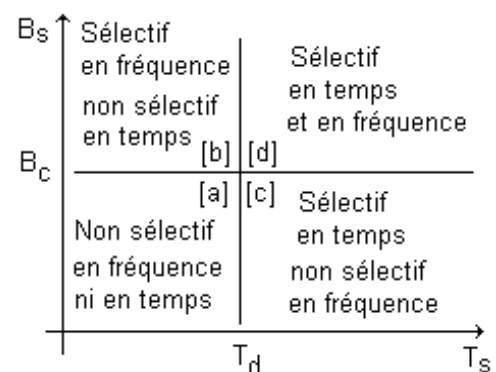 Bs
Sélectif
en fréquence
non sélectif
en temps
[b]
[d]
Sélectif
en temps
et en fréquence
Bc
[a]
[c]
Non sélectif
en fréquence
ni en temps
Sélectif
en temps
non sélectif
en fréquence
Td
Ts